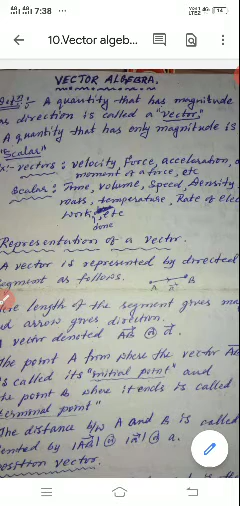 7:38
10.Vector algeb...
VECTOR ALGEBRA.
A quantity that has magnitude
as direction is called a "vector."
A quantity that has only magnitude is
"Scalar"
vectors : velocity, Force, acceleration,
moment of a force, etc
Scalar : Time, volume, Speed, density,
mass, temperature, Rate of elec
work etc
done
Representation of a vector.
A vector is represented by directed
segment as follows.
A a B
length of the segment gives ma
arrow gives direction.
vector denoted AB (or) a.
The point A from where the vector AB
is called its "initial point" and
the point B where it ends is called
terminal point"
The distance b/w A and B is called
ented by |AB| (or) |a| (or) a.
osition vector.